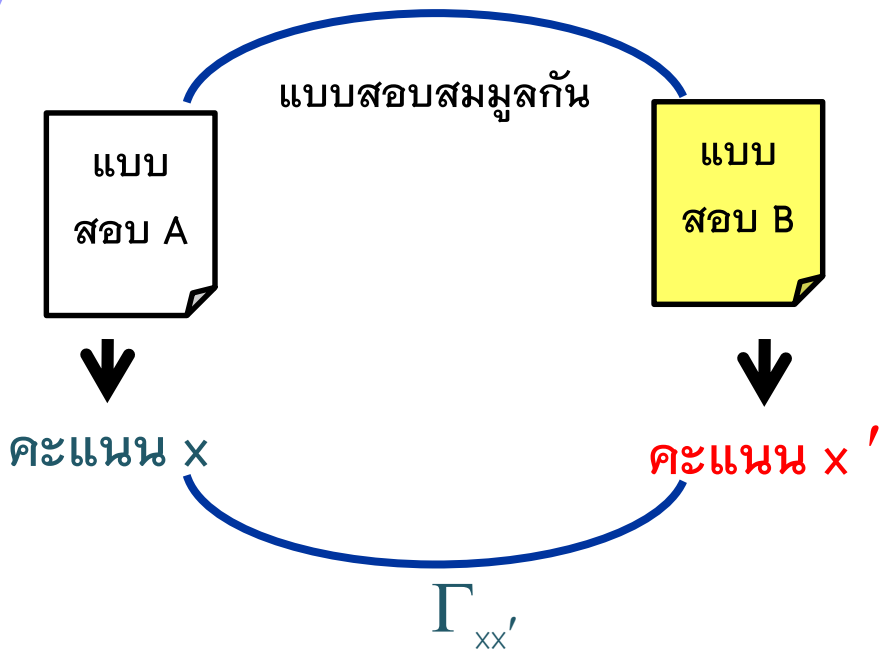 แบบสอบสมมูลกัน
แบบ
สอบ A
แบบ
สอบ B
คะแนน x
คะแนน x ′
Γxx′